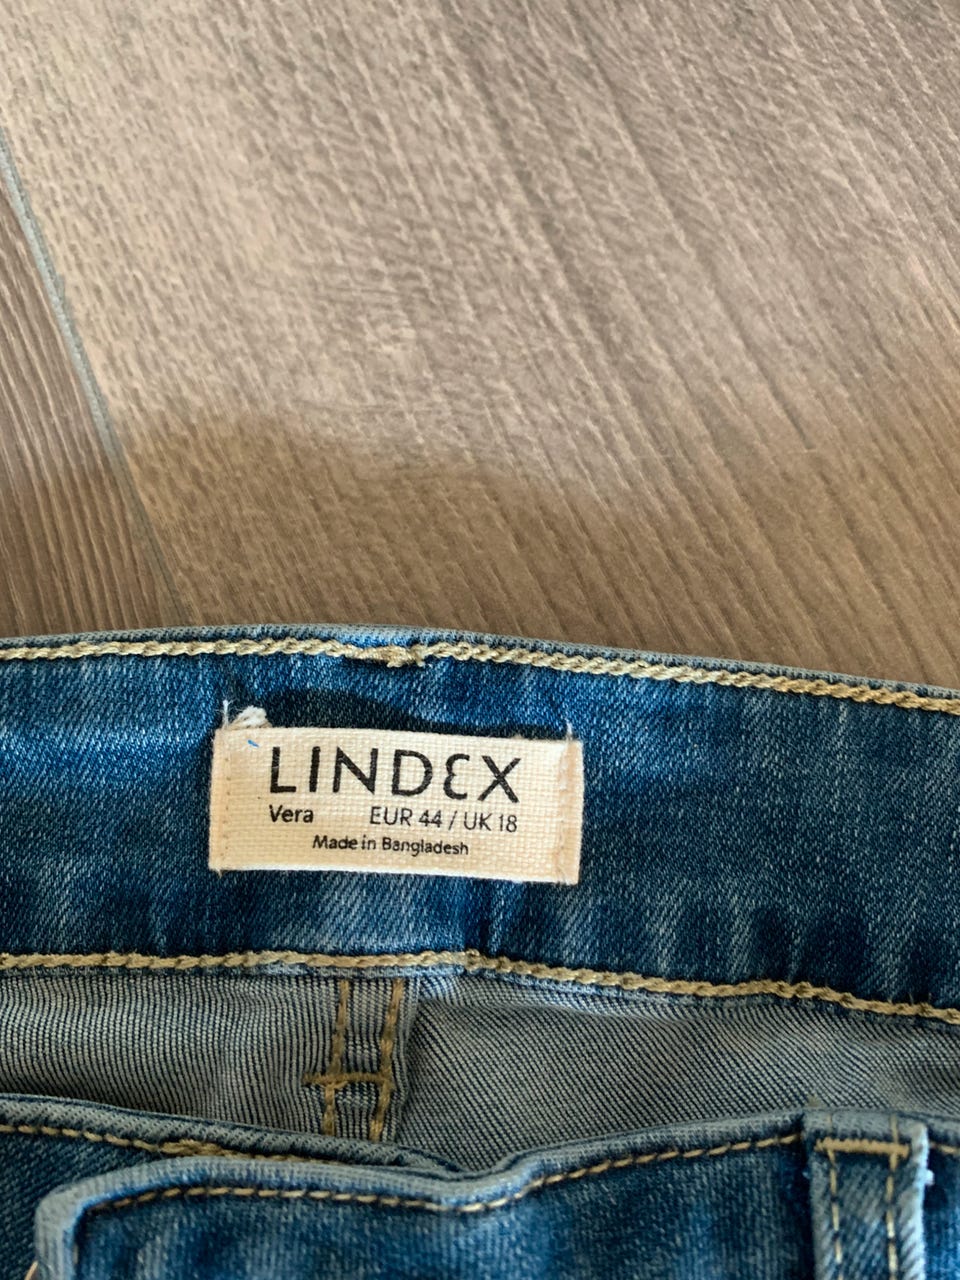 LINDEX
Vera EUR 44 / UK 18
Made in Bangladesh